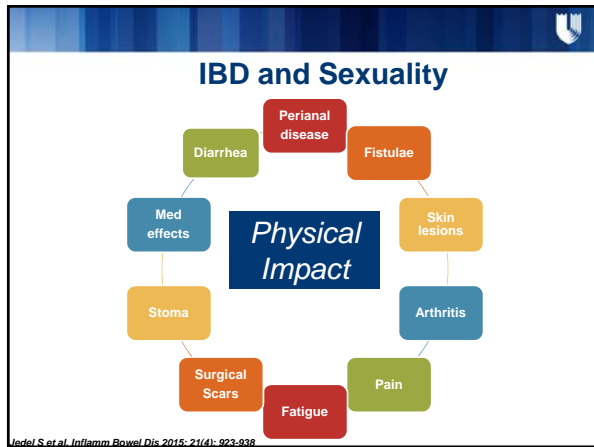 IBD and Sexuality
Perianal
disease
Fistulae
Skin
lesions
Arthritis
Pain
Fatigue
Surgical
Scars
Stoma
Med
effects
Diarrhea
Physical
Impact
Jedel S et al. Inflamm Bowel Dis 2015; 21(4): 923-938